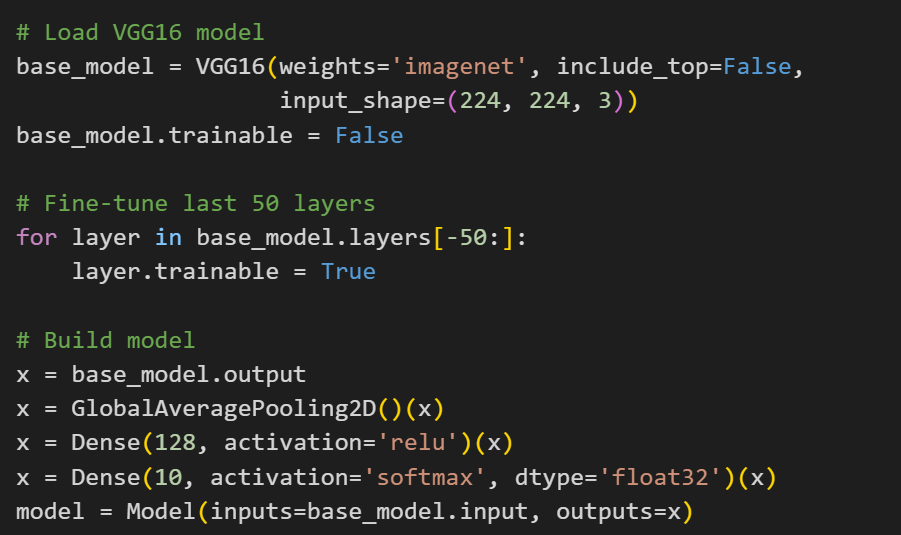 # Load VGG16 model
base_model = VGG16(weights='imagenet', include_top=False,
                   input_shape=(224, 224, 3))
base_model.trainable = False

# Fine-tune last 50 layers
for layer in base_model.layers[-50:]:
    layer.trainable = True

# Build model
x = base_model.output
x = GlobalAveragePooling2D()(x)
x = Dense(128, activation='relu')(x)
x = Dense(10, activation='softmax', dtype='float32')(x)
model = Model(inputs=base_model.input, outputs=x)